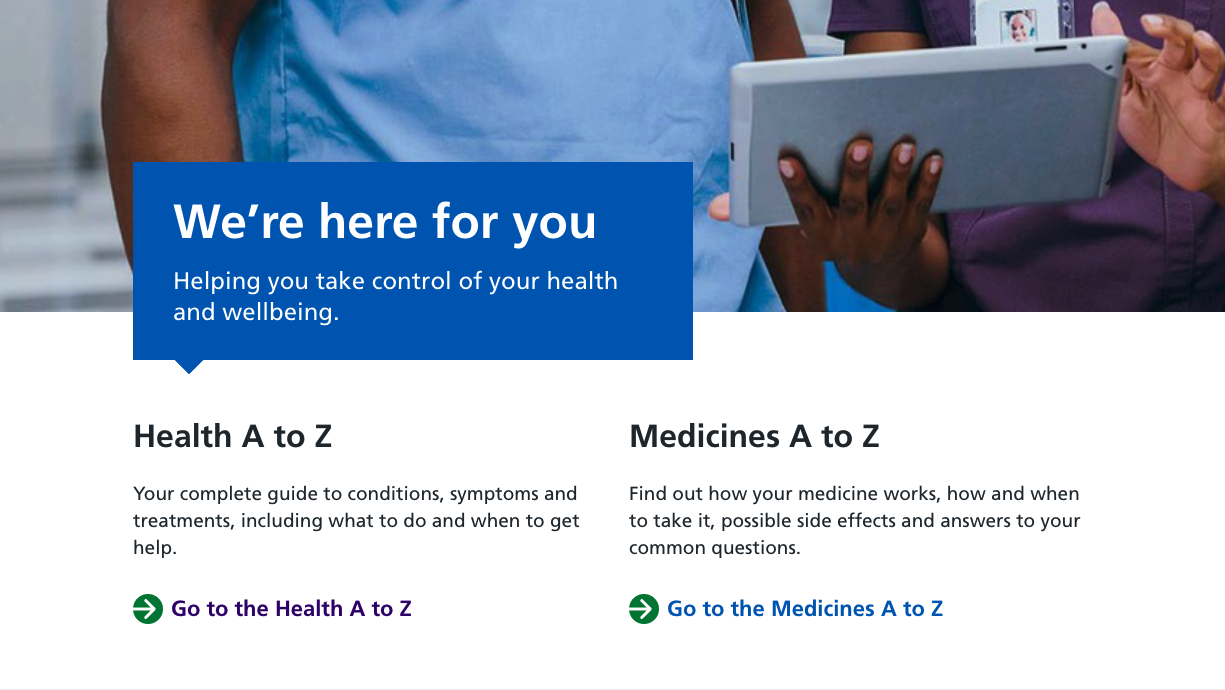 We’re here for you
Helping you take control of your health
and wellbeing.
Health A to Z
Your complete guide to conditions, symptoms and
treatments, including what to do and when to get
help.
Go to the Health A to Z
Medicines A to Z
Find out how your medicine works, how and when
to take it, possible side effects and answers to your
common questions.
Go to the Medicines A to Z